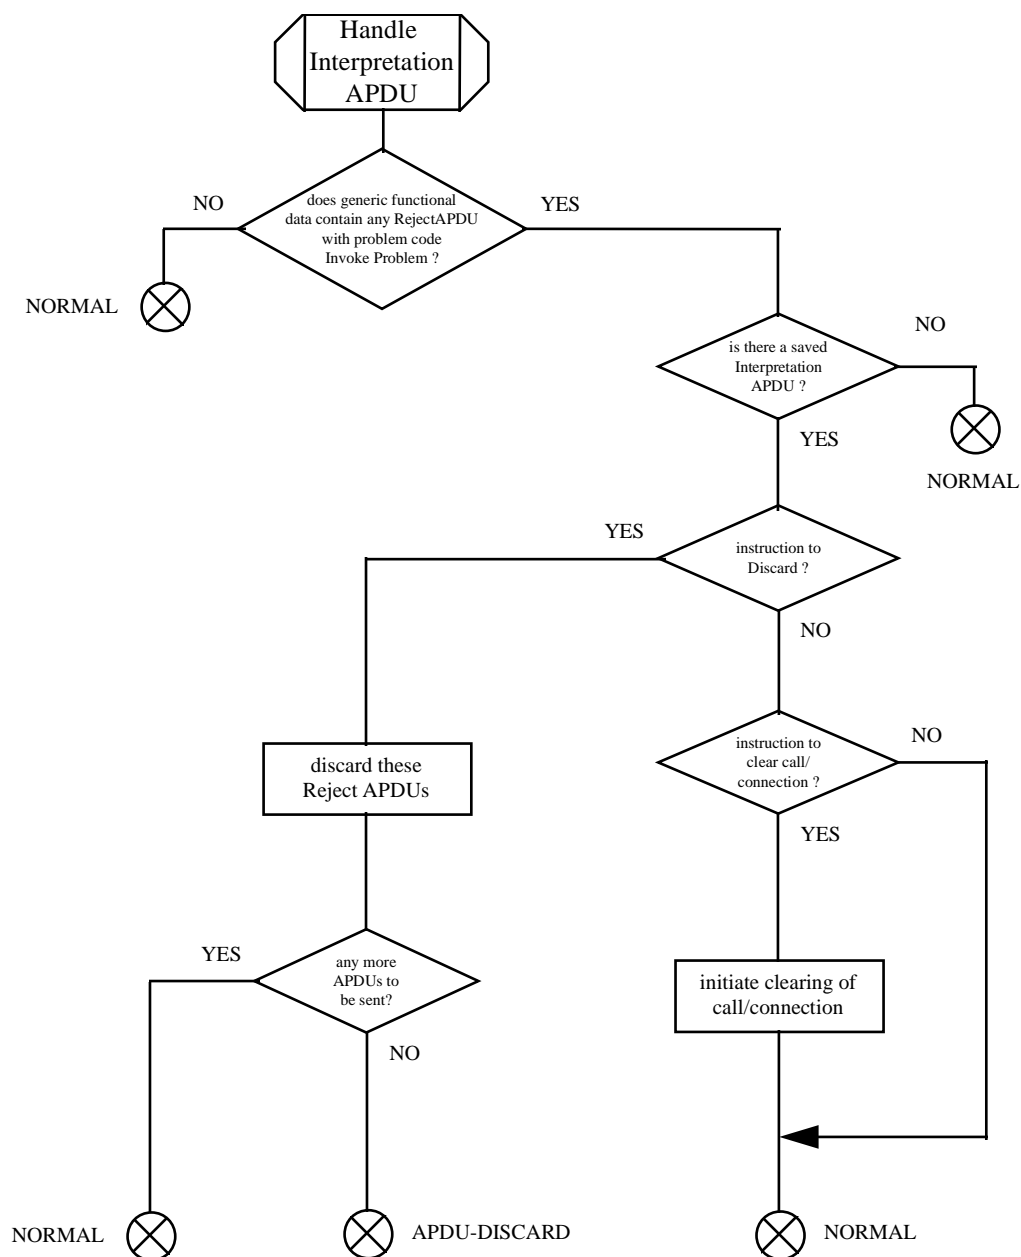 Handle
Interpretation
APDU
does generic functional
data contain any RejectAPDU
with problem code
Invoke Problem ?
NO
YES
NORMAL
is there a saved
Interpretation
APDU ?
NO
YES
NORMAL
instruction to
Discard ?
YES
NO
instruction to
clear call/
connection ?
NO
YES
discard these
Reject APDUs
any more
APDUs to
be sent?
YES
NO
initiate clearing of
call/connection
NORMAL
APDU-DISCARD
NORMAL